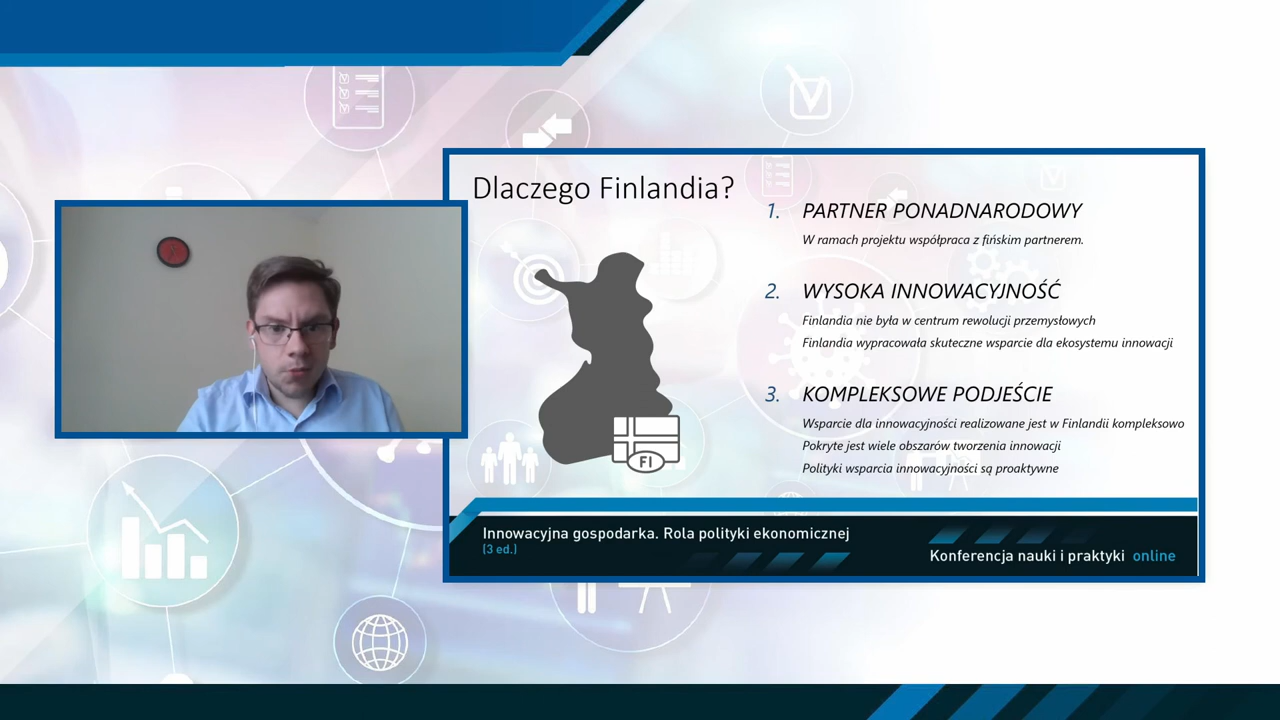 Dlaczego Finlandia?
1. PARTNER PONADNARODOWY
W ramach projektu współpraca z fińskim partnerem.
2. WYSOKA INNOWACYJNOŚĆ
Finlandia nie była w centrum rewolucji przemysłowych
Finlandia wypracowała skuteczne wsparcie dla ekosystemu innowacji
3. KOMPLEKSOWE PODJEŚCIE
Wsparcie dla innowacyjności realizowane jest w Finlandii kompleksowo
Pokryte jest wiele obszarów tworzenia innowacji
Polityki wsparcia innowacyjności są proaktywne
FI
Innowacyjna gospodarka. Rola polityki ekonomicznej
(3 ed.)
Konferencja nauki i praktyki online